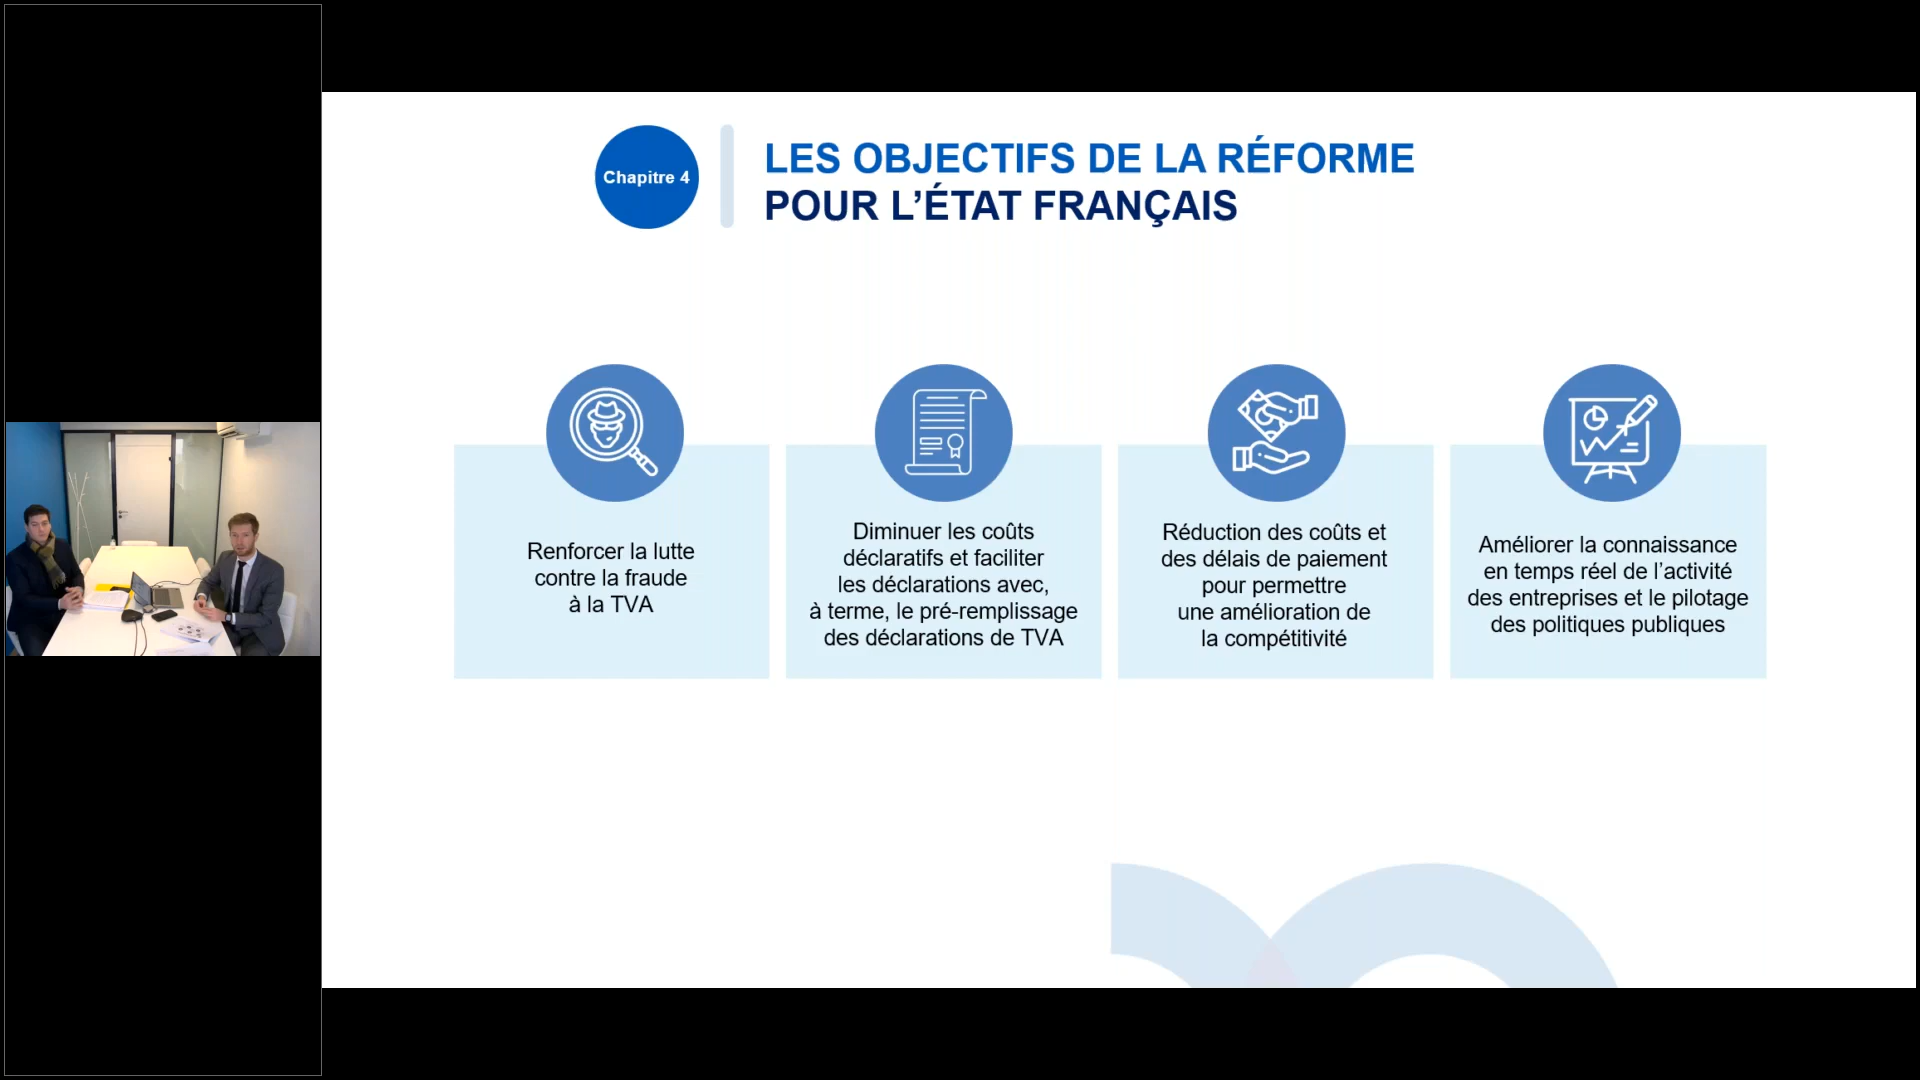 Chapitre 4
LES OBJECTIFS DE LA RÉFORME
POUR L’ÉTAT FRANÇAIS
Renforcer la lutte
contre la fraude
à la TVA
Diminuer les coûts
déclaratifs et faciliter
les déclarations avec,
à terme, le pré-remplissage
des déclarations de TVA
Réduction des coûts et
des délais de paiement
pour permettre
une amélioration de
la compétitivité
Améliorer la connaissance
en temps réel de l’activité
des entreprises et le pilotage
des politiques publiques